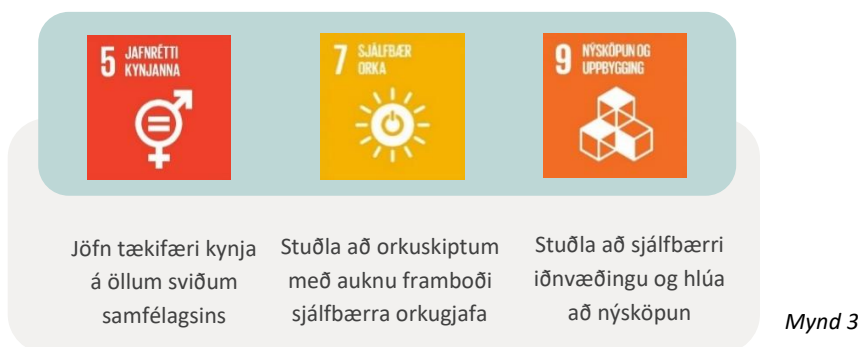 5 JAFNRÉTTI
KYNJANNA
7 SJÁLFBÆR
ORKA
9 NÝSKÖPUN OG
UPPBYGGING
Jöfn tækifæri kynja
á öllum sviðum
samfélagsins
Stuðla að orkuskiptum
með auknu framboði
sjálfbærra orkugjafa
Stuðla að sjálfbærri
iðnvæðingu og hlúa
að nýsköpun
Mynd 3